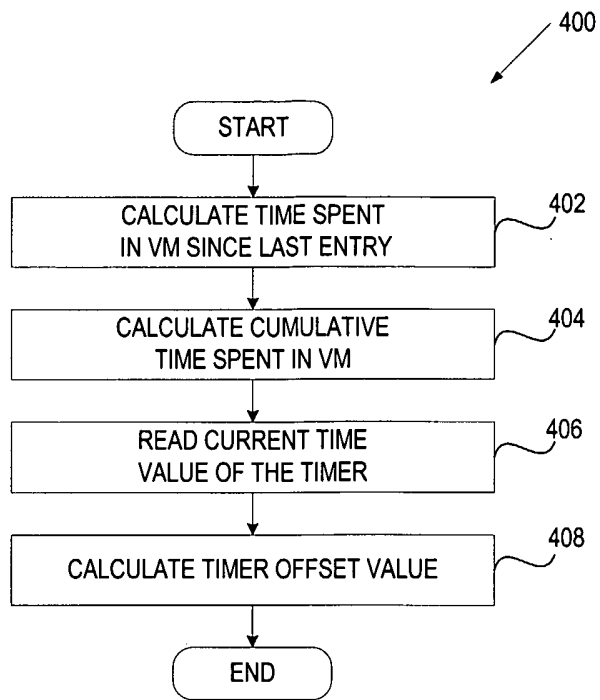 400
START
CALCULATE TIME SPENT
IN VM SINCE LAST ENTRY
402
CALCULATE CUMULATIVE
TIME SPENT IN VM
404
READ CURRENT TIME
VALUE OF THE TIMER
406
CALCULATE TIMER OFFSET VALUE
408
END